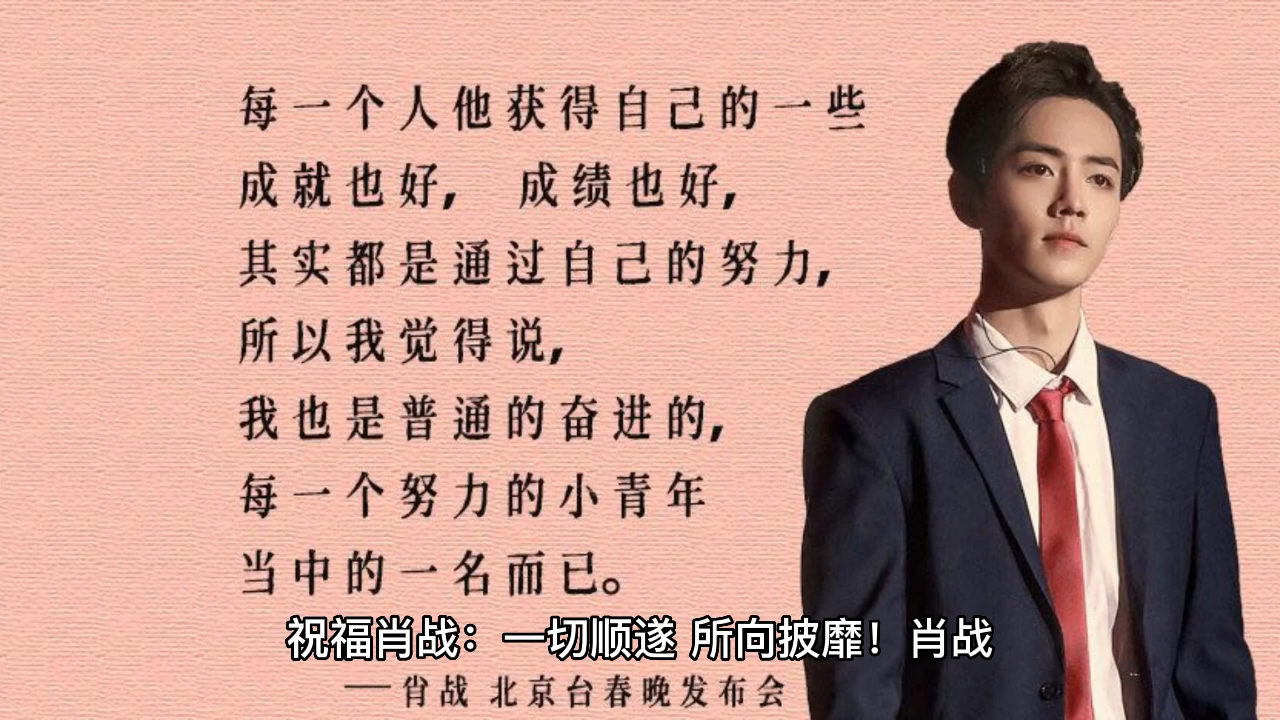 每一个人他获得自己的一些
成就也好， 成绩也好，
其实都是通过自己的努力，
所以我觉得说，
我也是普通的奋进的，
每一个努力的小青年
当中的一名而已。
祝福肖战：一切顺遂 所向披靡！肖战
——肖战 北京台春晚发布会